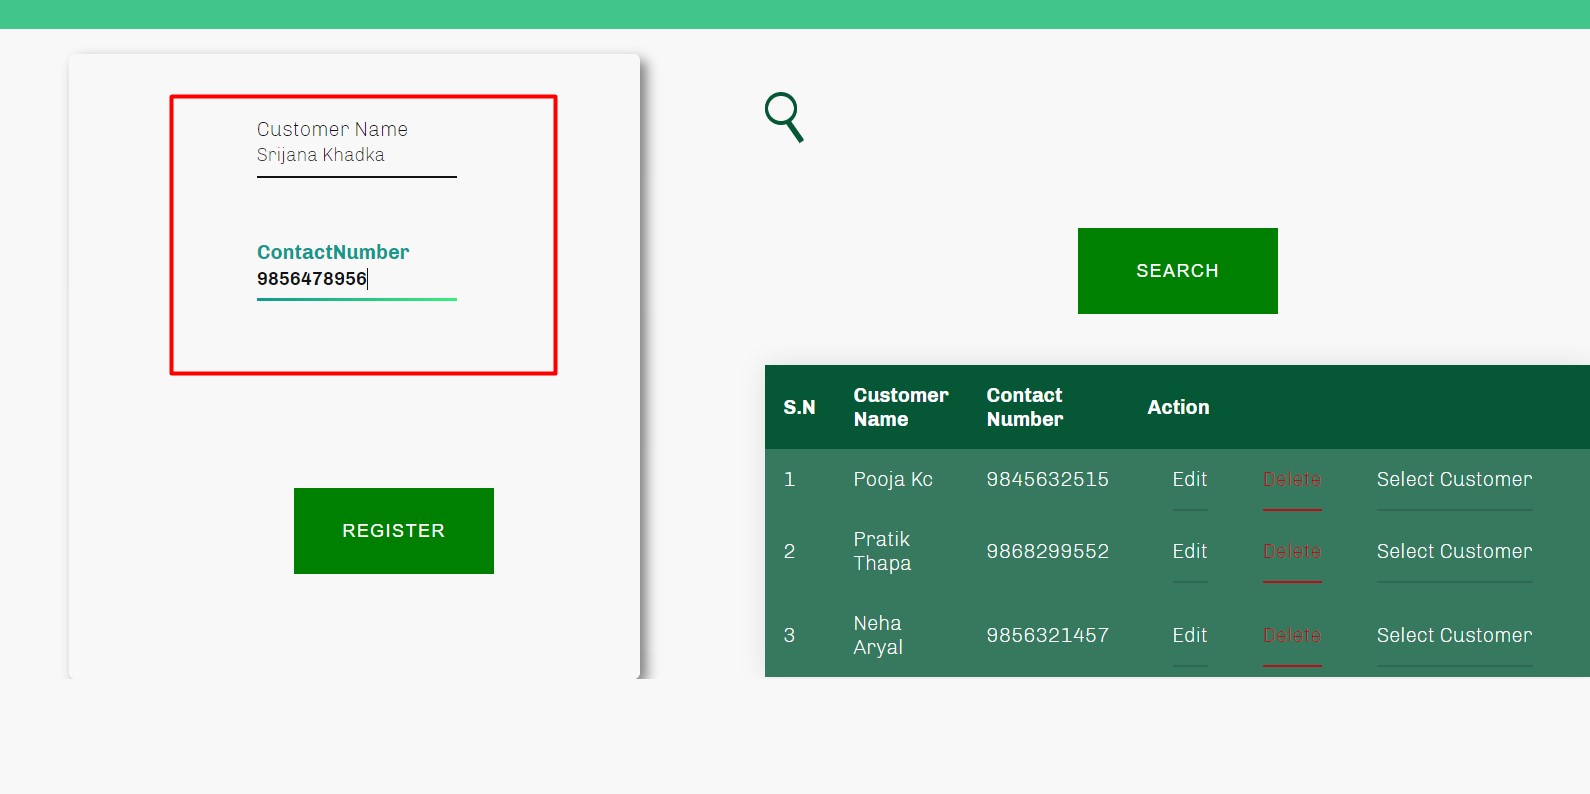 Customer Name
Srijana Khadka
ContactNumber
9856478956
REGISTER
SEARCH
S.N Customer Name Contact Number Action
1 Pooja Kc 9845632515 Edit Delete Select Customer
2 Pratik Thapa 9868299552 Edit Delete Select Customer
3 Neha Aryal 9856321457 Edit Delete Select Customer